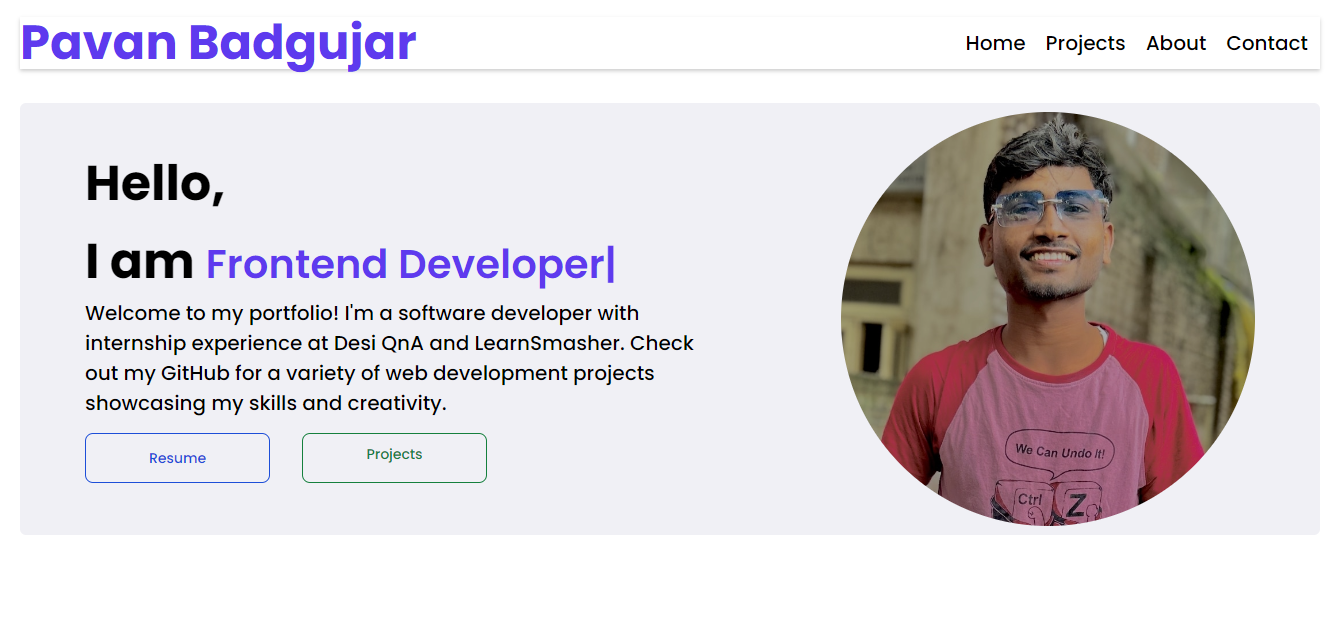 Pavan Badgujar
Home Projects About Contact
Hello,
I am Frontend Developer|
Welcome to my portfolio! I'm a software developer with
internship experience at Desi QnA and LearnSmasher. Check
out my GitHub for a variety of web development projects
showcasing my skills and creativity.
Resume
Projects
We Can Undo it!
Ctrl
Z